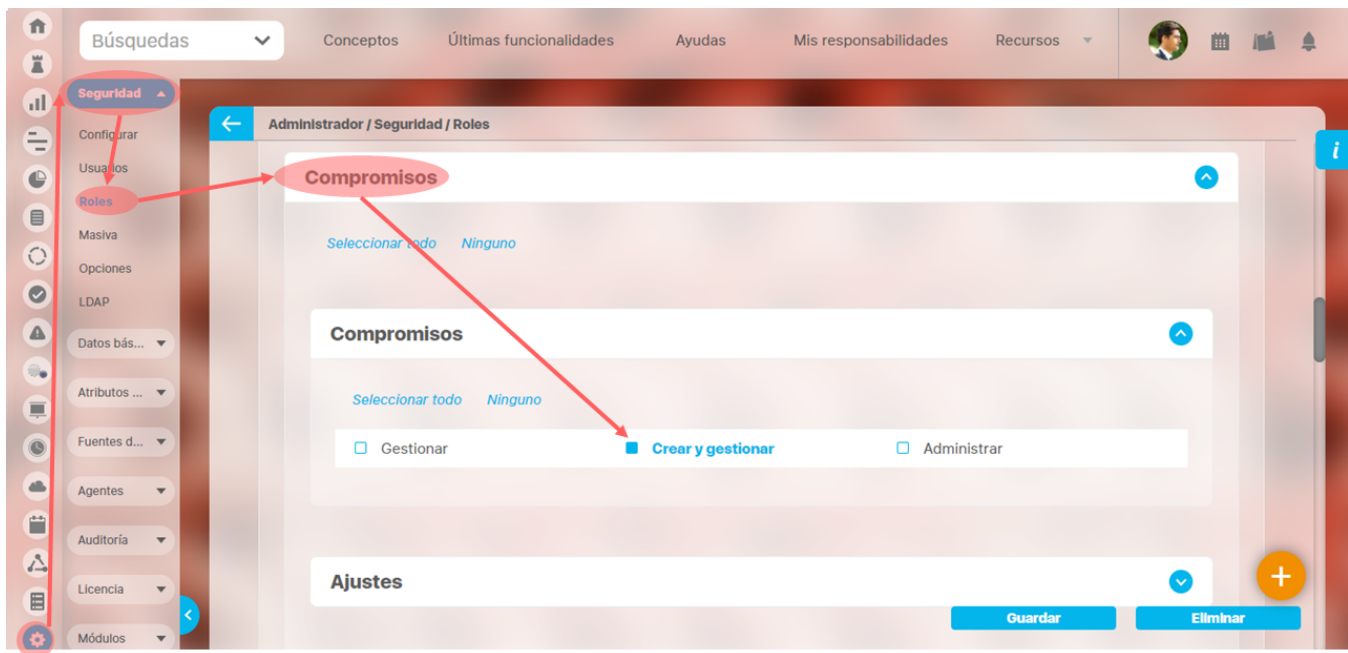 Búsquedas
Conceptos
Últimas funcionalidades
Ayudas
Mis responsabilidades
Recursos
Seguridad
Configurar
Usuarios
Roles
Masiva
Opciones
LDAP
Datos bás...
Atributos ...
Fuentes d...
Agentes
Auditoría
Licencia
Módulos
Administrador / Seguridad / Roles
i
Compromisos
Seleccionar todo Ninguno
Compromisos
Seleccionar todo Ninguno
Gestionar Crear y gestionar Administrar
Ajustes
Guardar Eliminar